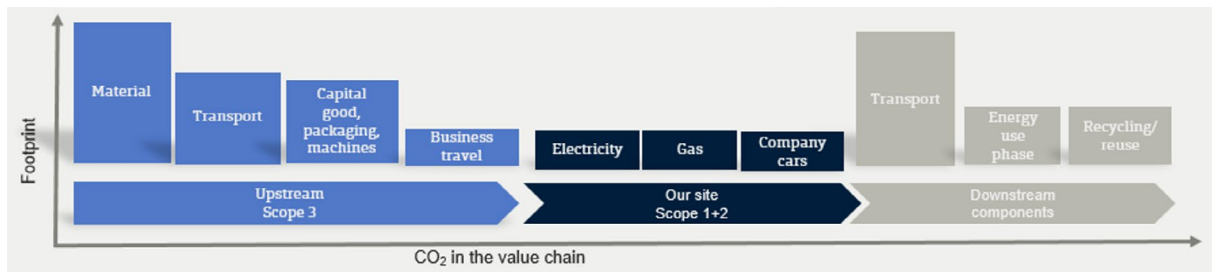 Footprint
Material
Transport
Capital
good,
packaging,
machines
Business
travel
Electricity
Gas
Company
cars
Transport
Energy
use
phase
Recycling/
reuse
Upstream
Scope 3
Our site
Scope 1+2
Downstream
components
CO₂ in the value chain